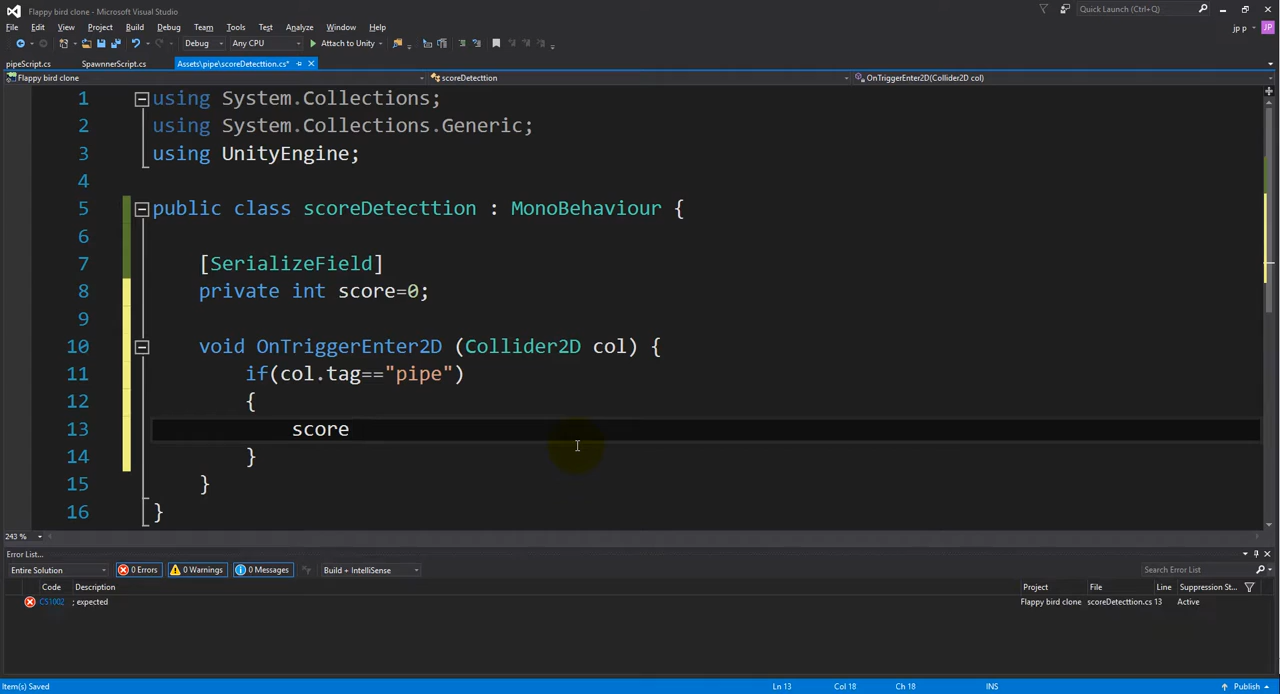 Flappy bird clone - Microsoft Visual Studio
Quick Launch (Ctrl+Q)
File Edit View Project Build Debug Team Tools Test Analyze Window Help
jp p JP
Debug Any CPU Attach to Unity
pipeScript.cs SpawnerScript.cs Assets\pipe\scoreDetecttion.cs*
Flappy bird clone scoreDetecttion OnTriggerEnter2D(Collider2D col)
1 using System.Collections;
2 using System.Collections.Generic;
3 using UnityEngine;
4
5 public class scoreDetecttion : MonoBehaviour {
6
7 [SerializeField]
8 private int score=0;
9
10 void OnTriggerEnter2D (Collider2D col) {
11 if(col.tag=="pipe")
12 {
13 score
14 }
15 }
16 }
243 %
Error List...
Entire Solution 0 Errors 0 Warnings 0 Messages Build + IntelliSense Search Error List
Code Description Project File Line Suppression St...
CS1002 ; expected Flappy bird clone scoreDetecttion.cs 13 Active
Item(s) Saved Ln 13 Col 18 Ch 18 INS Publish